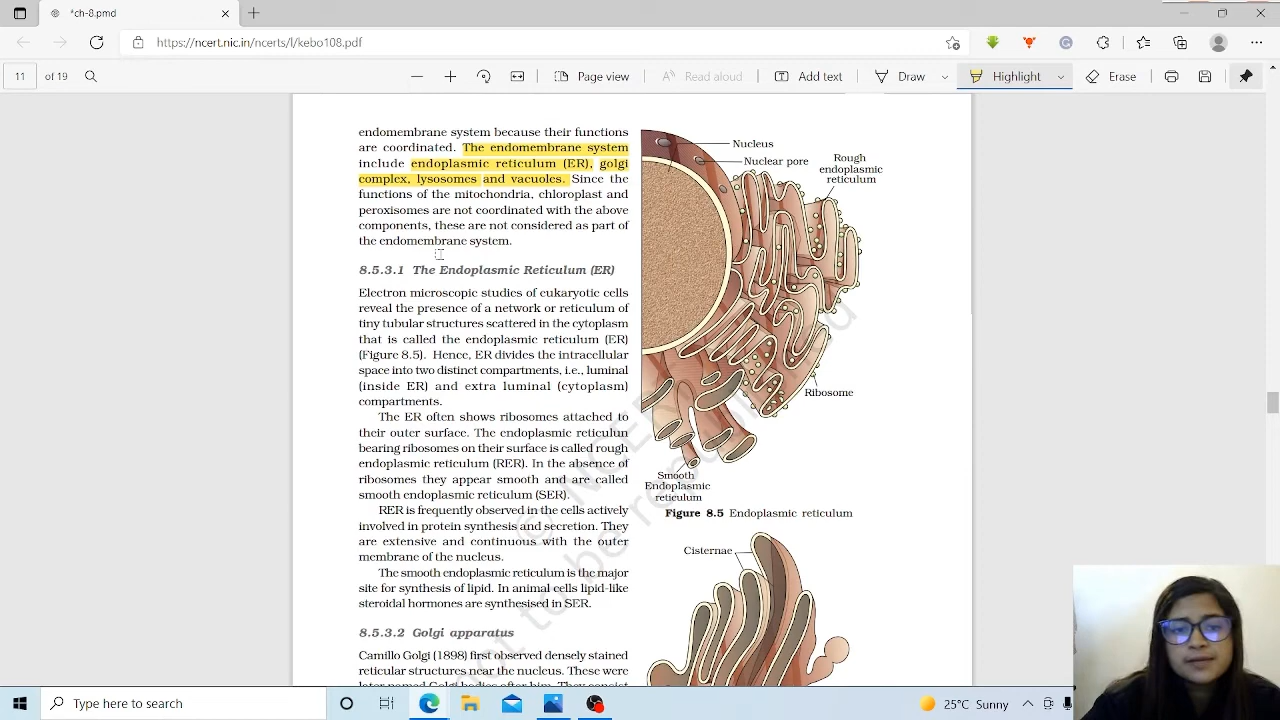 *ch-8.pmd
https://ncert.nic.in/ncerts/l/kebo108.pdf
11 of 19
Page view
Read aloud
Add text
Draw
Highlight
Erase
endomembrane system because their functions
are coordinated. The endomembrane system
include endoplasmic reticulum (ER), golgi
complex, lysosomes and vacuoles. Since the
functions of the mitochondria, chloroplast and
peroxisomes are not coordinated with the above
components, these are not considered as part of
the endomembrane system.
8.5.3.1 The Endoplasmic Reticulum (ER)
Electron microscopic studies of eukaryotic cells
reveal the presence of a network or reticulum of
tiny tubular structures scattered in the cytoplasm
that is called the endoplasmic reticulum (ER)
(Figure 8.5). Hence, ER divides the intracellular
space into two distinct compartments, i.e., luminal
(inside ER) and extra luminal (cytoplasm)
compartments.
The ER often shows ribosomes attached to
their outer surface. The endoplasmic reticulun
bearing ribosomes on their surface is called rough
endoplasmic reticulum (RER). In the absence of
ribosomes they appear smooth and are called
smooth endoplasmic reticulum (SER).
RER is frequently observed in the cells actively
involved in protein synthesis and secretion. They
are extensive and continuous with the outer
membrane of the nucleus.
The smooth endoplasmic reticulum is the major
site for synthesis of lipid. In animal cells lipid-like
steroidal hormones are synthesised in SER.
8.5.3.2 Golgi apparatus
Camillo Golgi (1898) first observed densely stained
reticular structures near the nucleus. These were
later named Golgi bodies after him. They consist
Nucleus
Nuclear pore
Rough
endoplasmic
reticulum
Ribosome
Smooth
Endoplasmic
reticulum
Figure 8.5 Endoplasmic reticulum
Cisternae
Type here to search
25°C Sunny